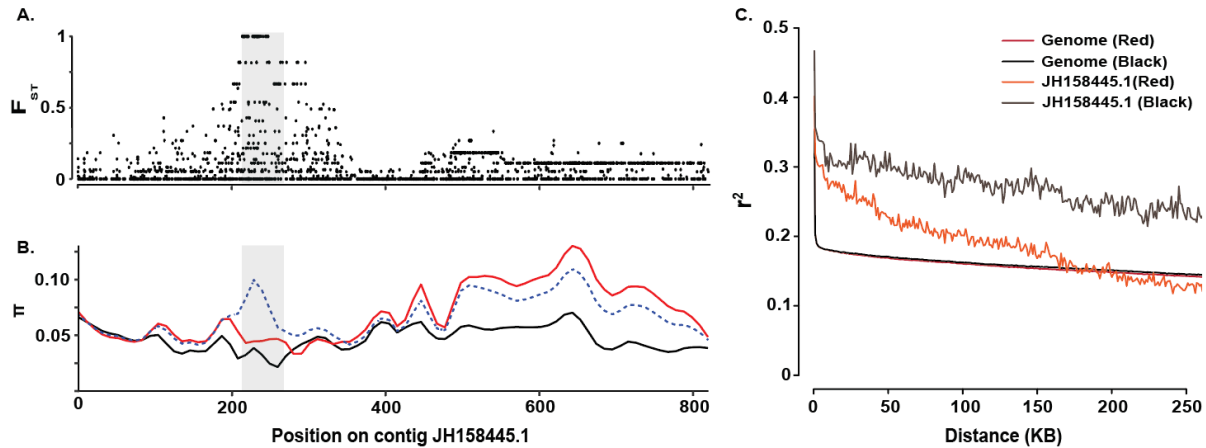 A.
F ST
1
0.5
0
B.
π
0.10
0.05
0 200 400 600 800
Position on contig JH158445.1
C.
r²
0.5
0.4
0.3
0.2
0.1
0 50 100 150 200 250
Distance (KB)
Genome (Red)
Genome (Black)
JH158445.1(Red)
JH158445.1 (Black)